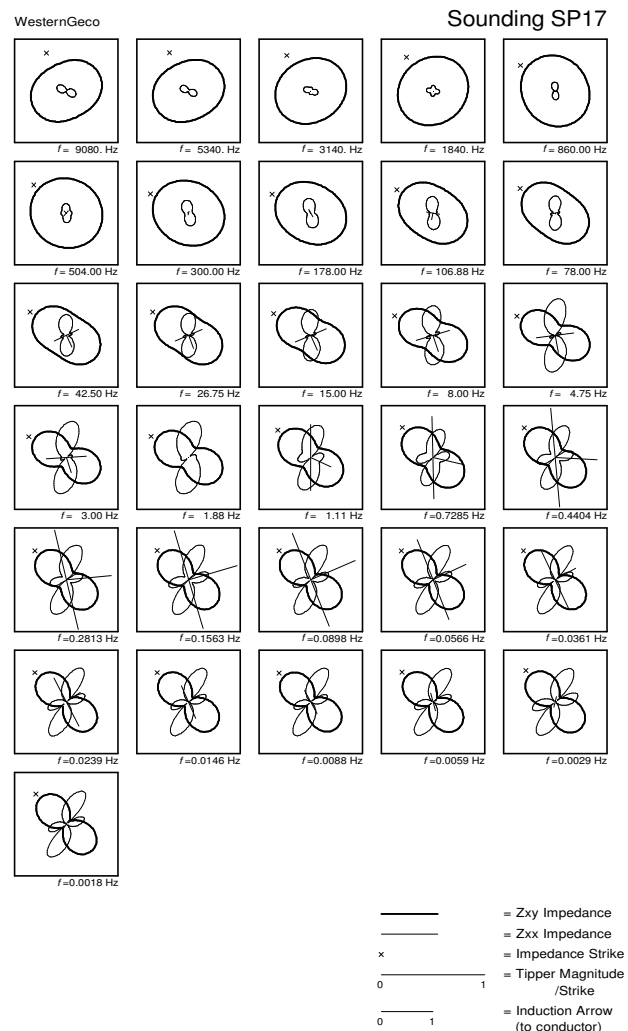 WesternGeco
Sounding SP17
f= 9080. Hz
f= 5340. Hz
f= 3140. Hz
f= 1840. Hz
f= 860.00 Hz
f= 504.00 Hz
f= 300.00 Hz
f= 178.00 Hz
f= 106.88 Hz
f= 78.00 Hz
f= 42.50 Hz
f= 26.75 Hz
f= 15.00 Hz
f= 8.00 Hz
f= 4.75 Hz
f= 3.00 Hz
f= 1.88 Hz
f= 1.11 Hz
f=0.7285 Hz
f=0.4404 Hz
f=0.2813 Hz
f=0.1563 Hz
f=0.0898 Hz
f=0.0566 Hz
f=0.0361 Hz
f=0.0239 Hz
f=0.0146 Hz
f=0.0088 Hz
f=0.0059 Hz
f=0.0029 Hz
f=0.0018 Hz
= Zxy Impedance
= Zxx Impedance
× = Impedance Strike
0 1 = Tipper Magnitude
/Strike
0 1 = Induction Arrow
(to conductor)